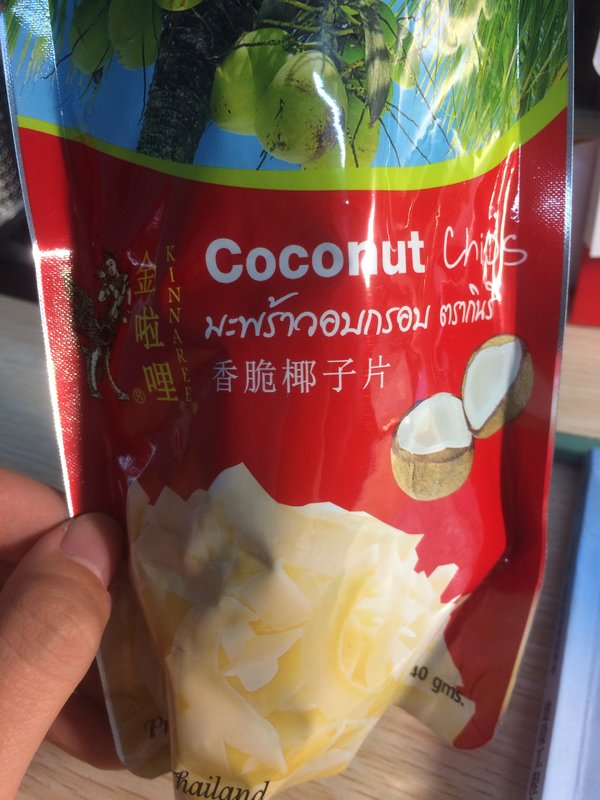 金啦哩
KINNAREE
®
Coconut Chips
มะพร้าวอบกรอบ ตรากินรี
香脆椰子片
40 gms.
Thailand